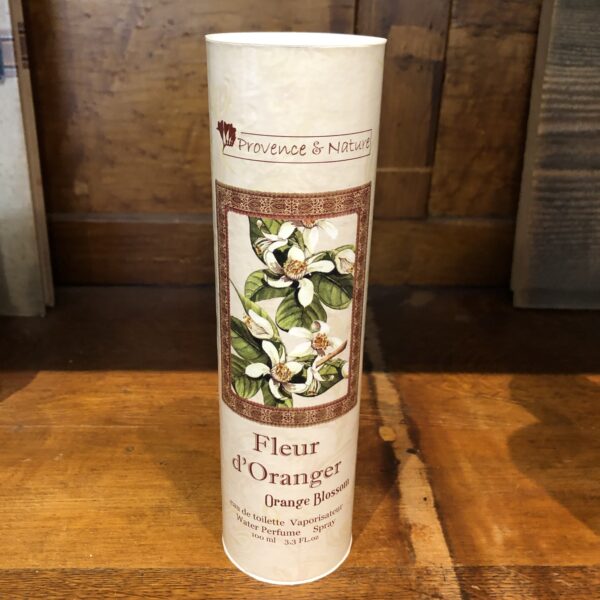 Provence & Nature
Fleur
d'Oranger
Orange Blossom
eau de toilette Vaporisateur
Water Perfume Spray
100 ml 3.3 FL.oz